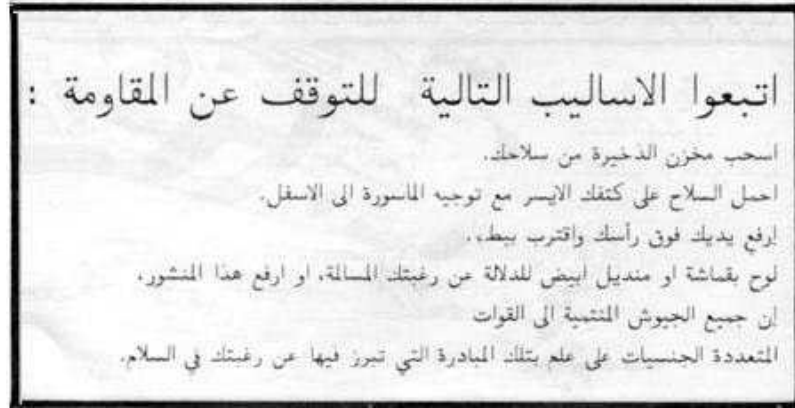 اتبعوا الاساليب التالية للتوقف عن المقاومة :
اسحب مخزن الذخيرة من سلاحك.
احمل السلاح على كتفك الايسر مع توجيه الماسورة الى الاسفل.
إرفع يديك فوق رأسك واقترب ببطء.
لوح بقماشة او منديل ابيض للدلالة عن رغبتك المسالمة، او ارفع هذا المنشور.
إن جميع الجيوش المنتمية الى القوات
المتعددة الجنسيات على علم بتلك المبادرة التي تبرز فيها عن رغبتك في السلام.